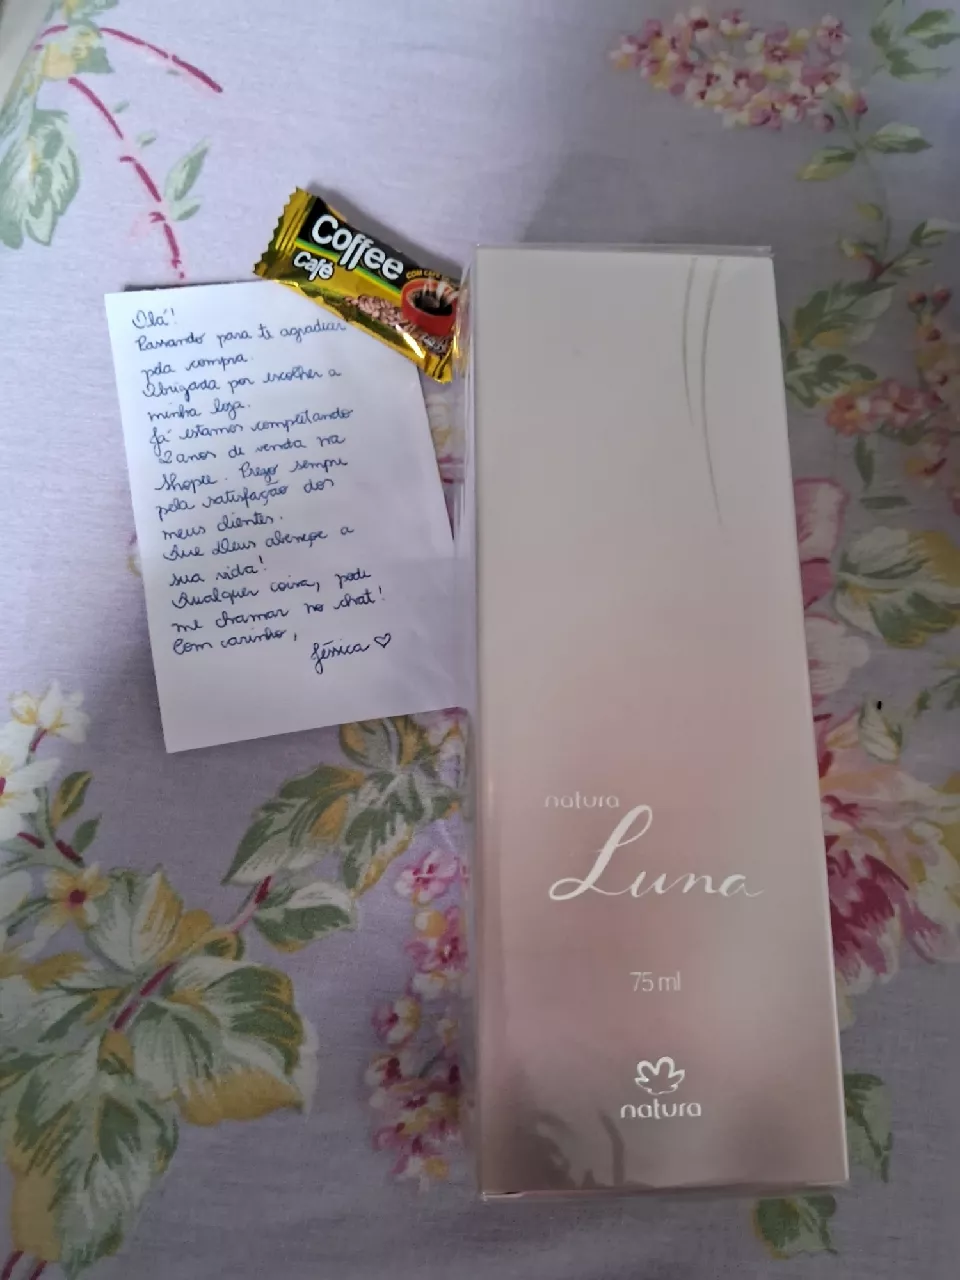 Coffee
Café
COM CAFÉ
Olá!
Passando para te agradecer
pela compra.
Obrigada por escolher a
minha loja.
Já estamos completando
2 anos de venda na
Shopee. Prezo sempre
pela satisfação dos
meus clientes.
Que Deus abençoe a
sua vida!
Qualquer coisa, pode
me chamar no chat!
Com carinho,
Jéssica ♡
natura
Luna
75 ml
natura